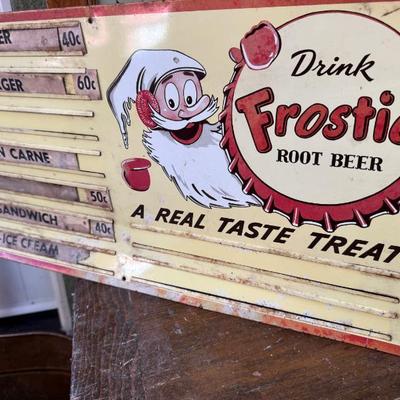 ER 40c
GER 60c
N CARNE
50c
SANDWICH 40c
-ICE CREAM
Drink
Frostie
ROOT BEER
A REAL TASTE TREAT